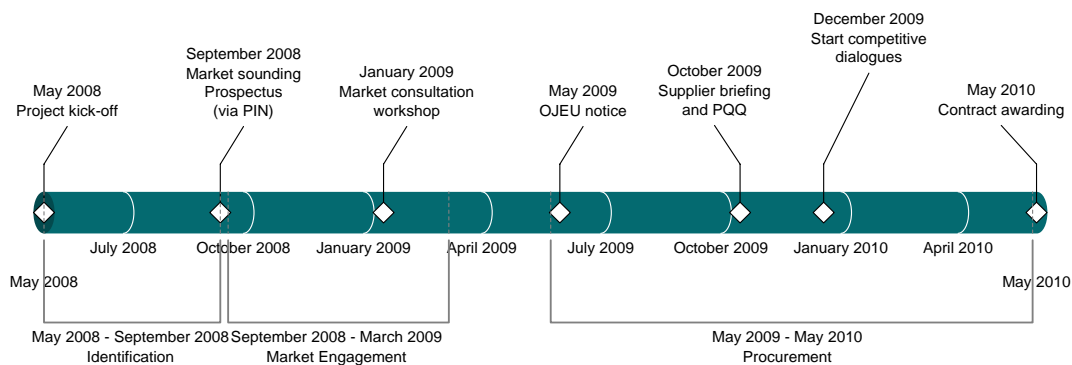 December 2009
Start competitive
dialogues
September 2008
Market sounding
Prospectus
(via PIN)
January 2009
Market consultation
workshop
October 2009
Supplier briefing
and PQQ
May 2008
Project kick-off
May 2009
OJEU notice
May 2010
Contract awarding
July 2008
October 2008
January 2009
April 2009
July 2009
October 2009
January 2010
April 2010
May 2008
May 2010
May 2008 - September 2008
Identification
September 2008 - March 2009
Market Engagement
May 2009 - May 2010
Procurement